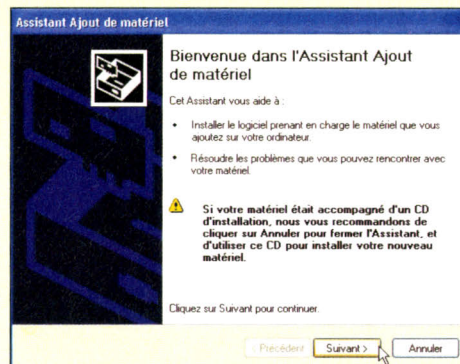 Assistant Ajout de matériel
Bienvenue dans l'Assistant Ajout
de matériel
Cet Assistant vous aide à :
• Installer le logiciel prenant en charge le matériel que vous
ajoutez sur votre ordinateur.
• Résoudre les problèmes que vous pouvez rencontrer avec
votre matériel.
Si votre matériel était accompagné d'un CD
d'installation, nous vous recommandons de
cliquer sur Annuler pour fermer l'Assistant, et
d'utiliser ce CD pour installer votre nouveau
matériel.
Cliquez sur Suivant pour continuer.
< Précédent Suivant > Annuler